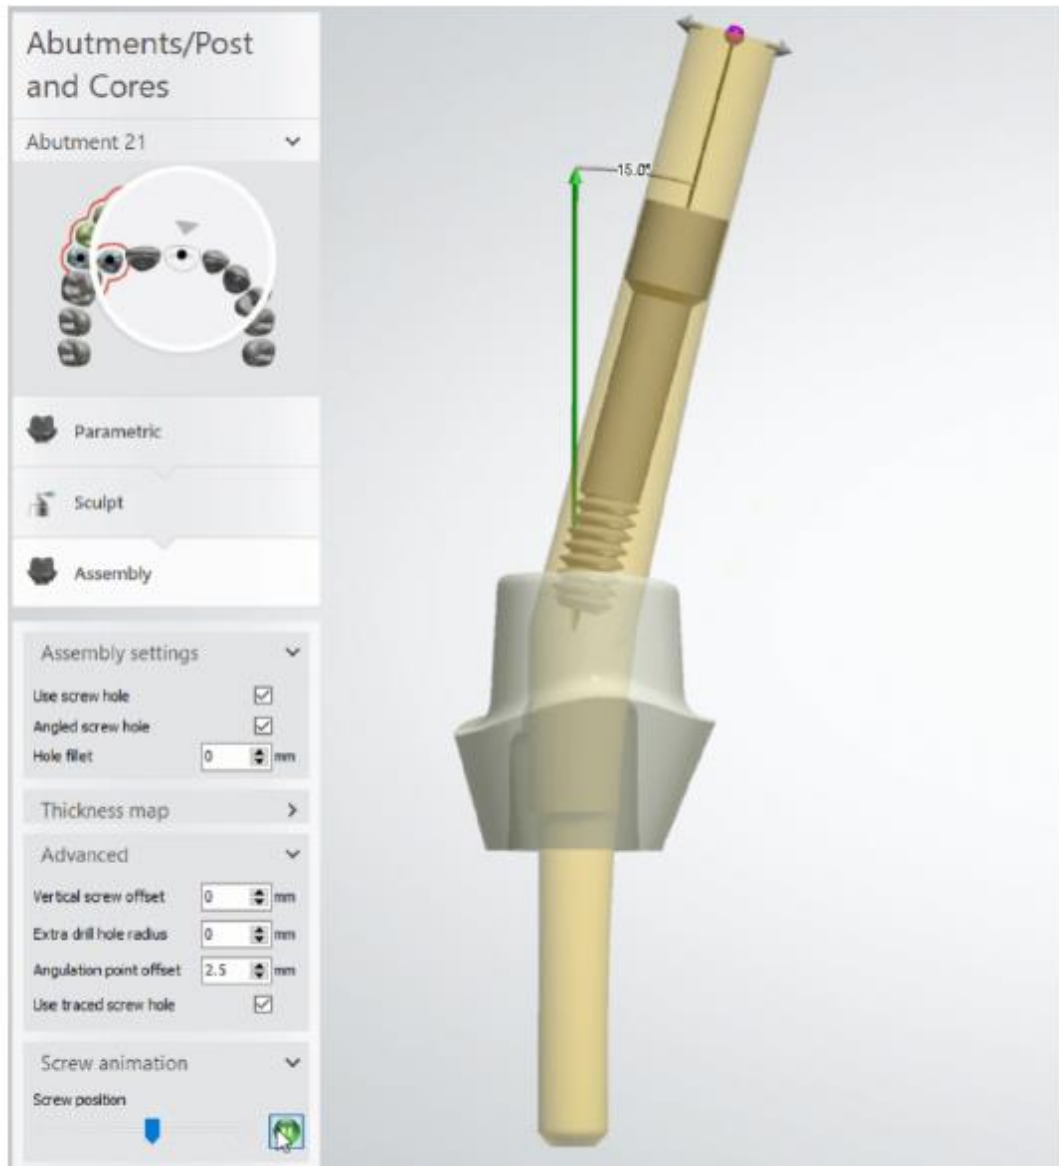 Abutments/Post
and Cores
Abutment 21
15.0°
Parametric
Sculpt
Assembly
Assembly settings
Use screw hole
Angled screw hole
Hole fillet 0 mm
Thickness map
Advanced
Vertical screw offset 0 mm
Extra drill hole radius 0 mm
Angulation point offset 2.5 mm
Use traced screw hole
Screw animation
Screw position